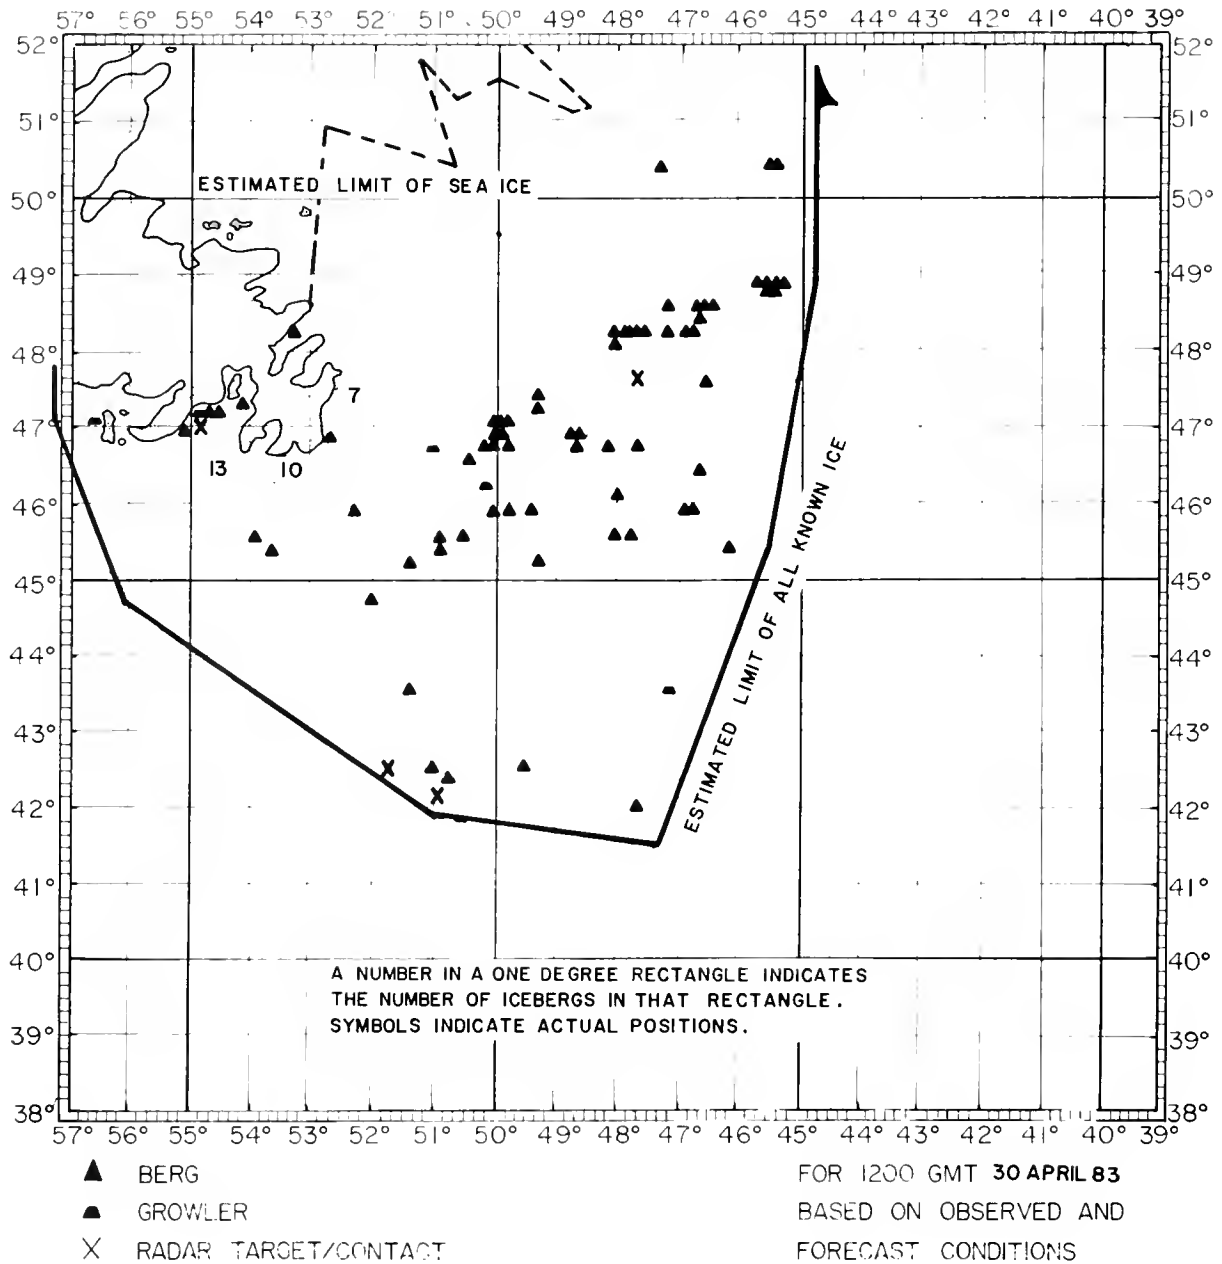 57° 56° 55° 54° 53° 52° 51° 50° 49° 48° 47° 46° 45° 44° 43° 42° 41° 40° 39°
52° 52°
51° 51°
ESTIMATED LIMIT OF SEA ICE
50° 50°
49° 49°
48° 48°
7
47° 47°
13 10
46° 46°
ESTIMATED LIMIT OF ALL KNOWN ICE
45° 45°
44° 44°
43° 43°
42° 42°
41° 41°
40° 40°
A NUMBER IN A ONE DEGREE RECTANGLE INDICATES
THE NUMBER OF ICEBERGS IN THAT RECTANGLE.
SYMBOLS INDICATE ACTUAL POSITIONS.
39° 39°
38° 38°
57° 56° 55° 54° 53° 52° 51° 50° 49° 48° 47° 46° 45° 44° 43° 42° 41° 40° 39°
BERG
GROWLER
RADAR TARGET/CONTACT
FOR 1200 GMT 30 APRIL 83
BASED ON OBSERVED AND
FORECAST CONDITIONS